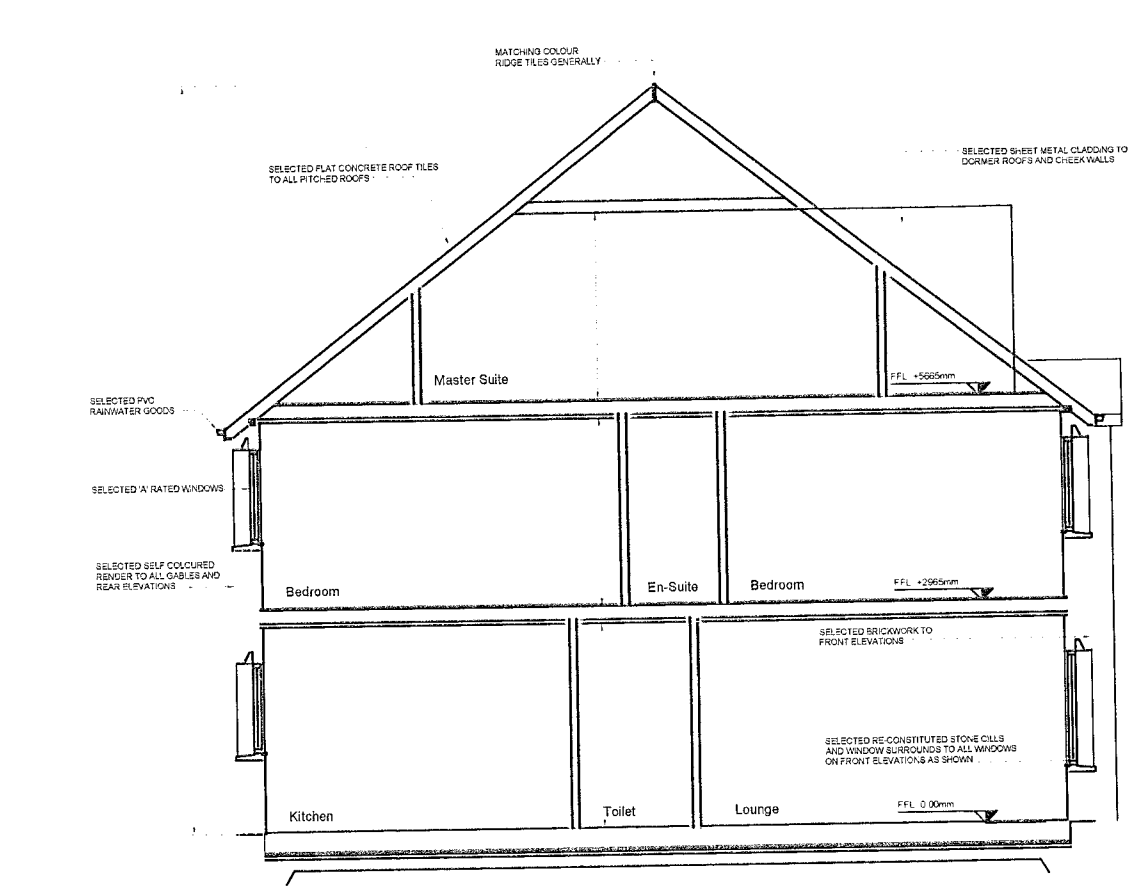 MATCHING COLOUR
RIDGE TILES GENERALLY
SELECTED SHEET METAL CLADDING TO
DORMER ROOFS AND CHEEK WALLS
SELECTED FLAT CONCRETE ROOF TILES
TO ALL PITCHED ROOFS
Master Suite
FFL +5665mm
SELECTED PVC
RAINWATER GOODS
SELECTED 'A' RATED WINDOWS
SELECTED SELF COLOURED
RENDER TO ALL GABLES AND
REAR ELEVATIONS
Bedroom
En-Suite
Bedroom
FFL +2965mm
SELECTED BRICKWORK TO
FRONT ELEVATIONS
SELECTED RE-CONSTITUTED STONE CILLS
AND WINDOW SURROUNDS TO ALL WINDOWS
ON FRONT ELEVATIONS AS SHOWN
Kitchen
Toilet
Lounge
FFL 0.00mm